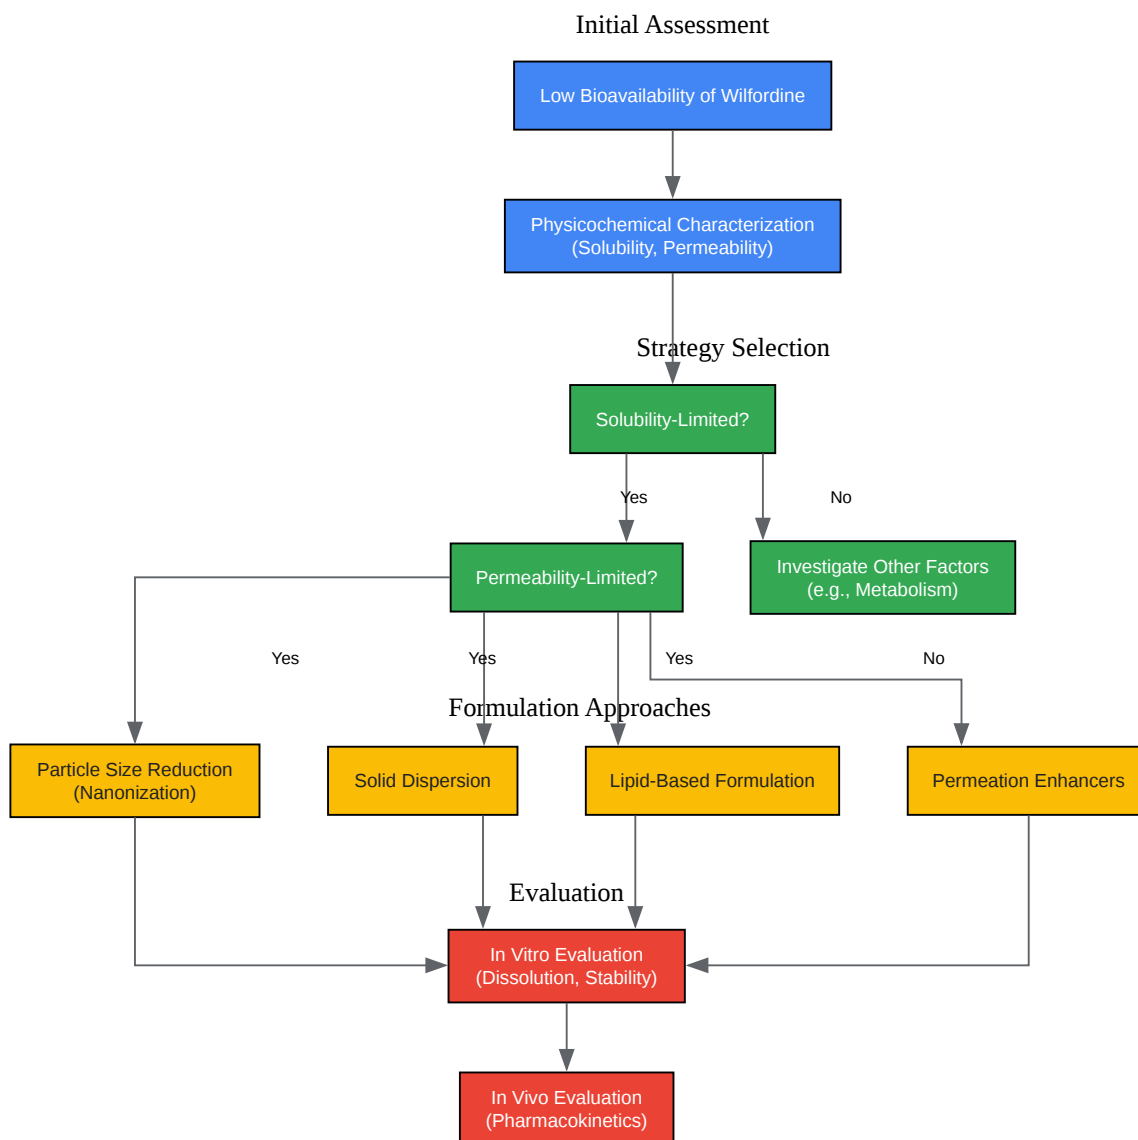 Initial Assessment
Low Bioavailability of Wilfordine
Physicochemical Characterization
(Solubility, Permeability)
Strategy Selection
Solubility-Limited?
Yes
No
Permeability-Limited?
Investigate Other Factors
(e.g., Metabolism)
Yes
Yes
Yes
No
Formulation Approaches
Particle Size Reduction
(Nanonization)
Solid Dispersion
Lipid-Based Formulation
Permeation Enhancers
Evaluation
In Vitro Evaluation
(Dissolution, Stability)
In Vivo Evaluation
(Pharmacokinetics)